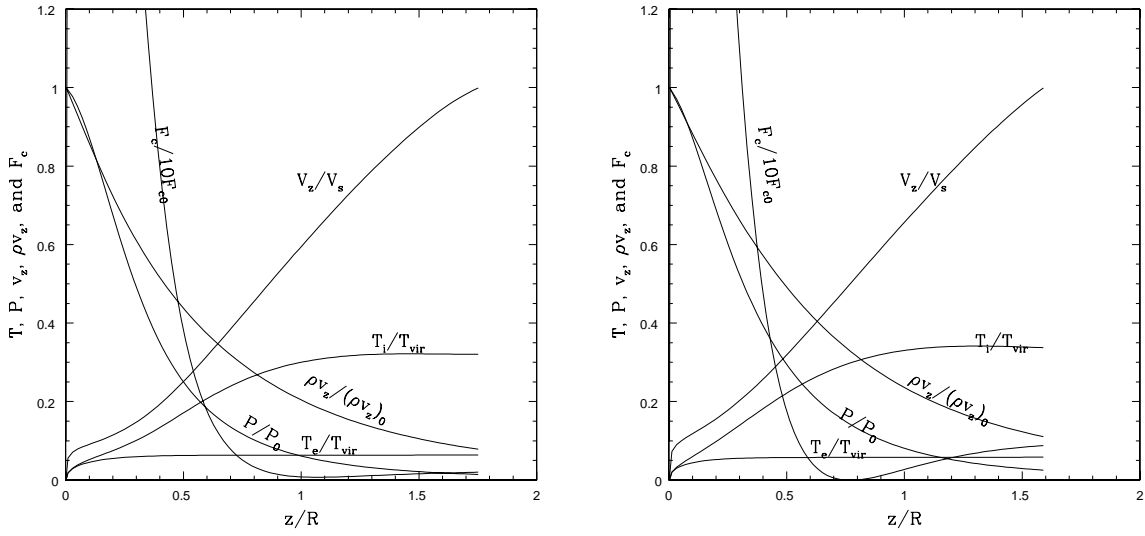 1.2
1
0.8
0.6
0.4
0.2
0
T, P, v_z, ρv_z, and F_c
F_c/10F_c0
V_z/V_s
T_i/T_vir
ρv_z/(ρv_z)_0
P/P_0
T_e/T_vir
0
0.5
1
1.5
2
z/R
1.2
1
0.8
0.6
0.4
0.2
0
T, P, v_z, ρv_z, and F_c
F_c/10F_c0
V_z/V_s
T_i/T_vir
ρv_z/(ρv_z)_0
P/P_0
T_e/T_vir
0
0.5
1
1.5
2
z/R